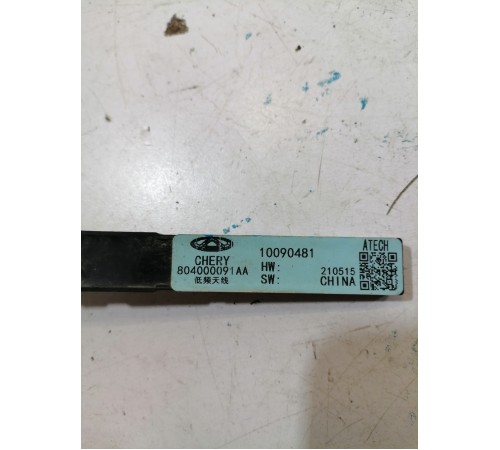 CHERY
804000091AA
低频天线
10090481
HW:
SW:
ATECH
210515
CHINA